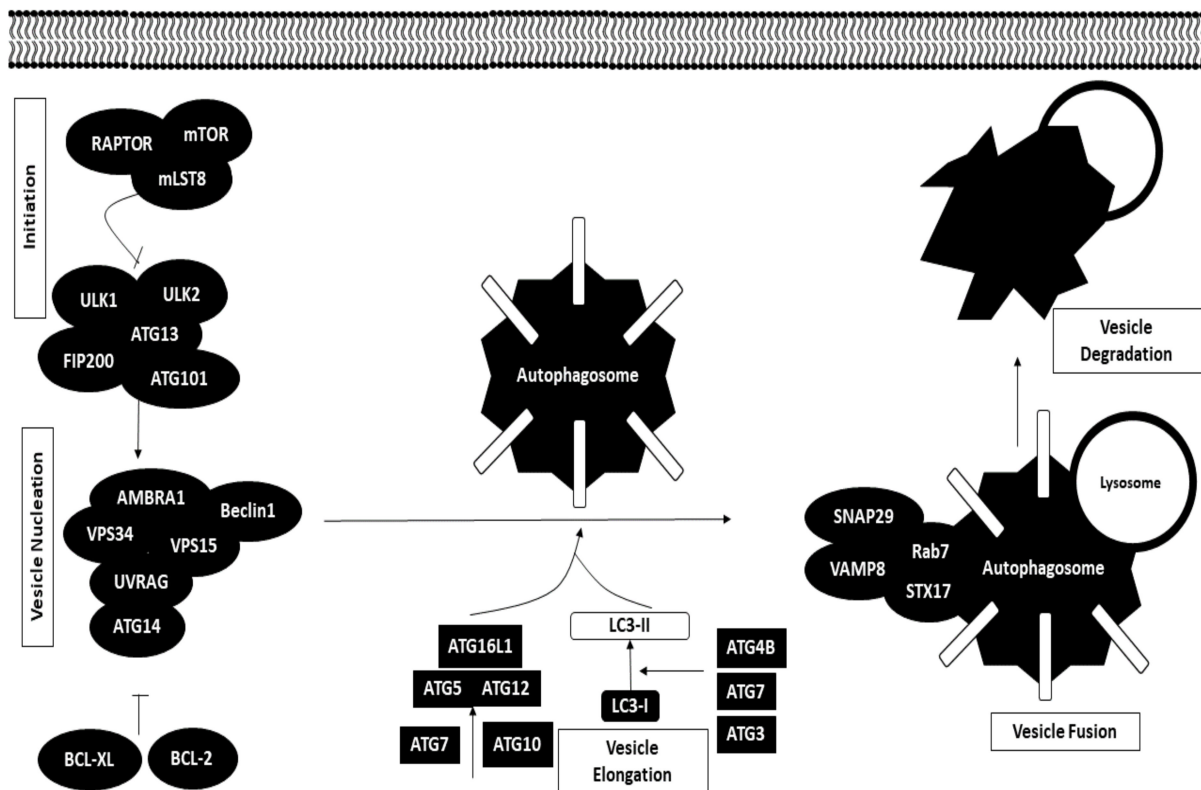 Initiation
RAPTOR
mTOR
mLST8
ULK1
ULK2
ATG13
FIP200
ATG101
Vesicle Nucleation
AMBRA1
Beclin1
VPS34
VPS15
UVRAG
ATG14
BCL-XL
BCL-2
Autophagosome
ATG16L1
ATG5
ATG12
ATG7
ATG10
LC3-II
LC3-I
ATG4B
ATG7
ATG3
Vesicle
Elongation
Vesicle
Degradation
Lysosome
SNAP29
Rab7
VAMP8
STX17
Autophagosome
Vesicle Fusion